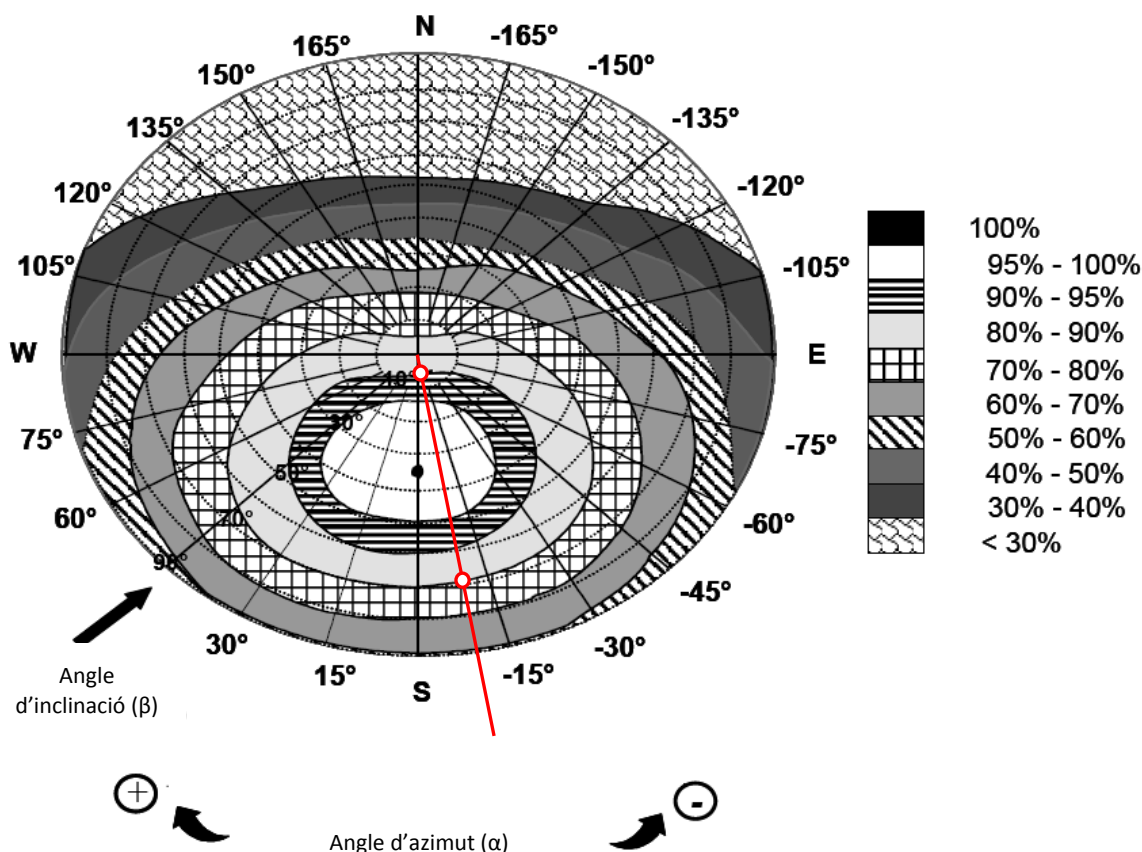 N
165°
-165°
150°
-150°
135°
-135°
120°
-120°
105°
-105°
W
E
75°
-75°
60°
-60°
-45°
30°
-30°
15°
-15°
S
10°
30°
50°
70°
90°
100%
95% - 100%
90% - 95%
80% - 90%
70% - 80%
60% - 70%
50% - 60%
40% - 50%
30% - 40%
< 30%
Angle
d’inclinació (β)
+
-
Angle d’azimut (α)